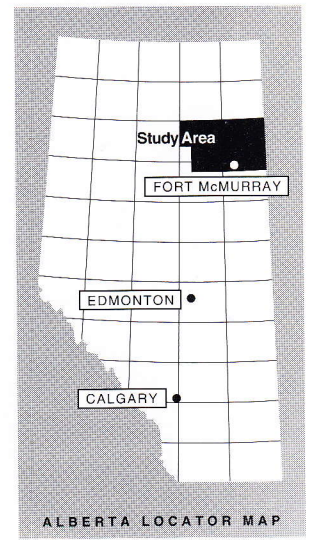 Study Area
FORT McMURRAY
EDMONTON
CALGARY
ALBERTA LOCATOR MAP